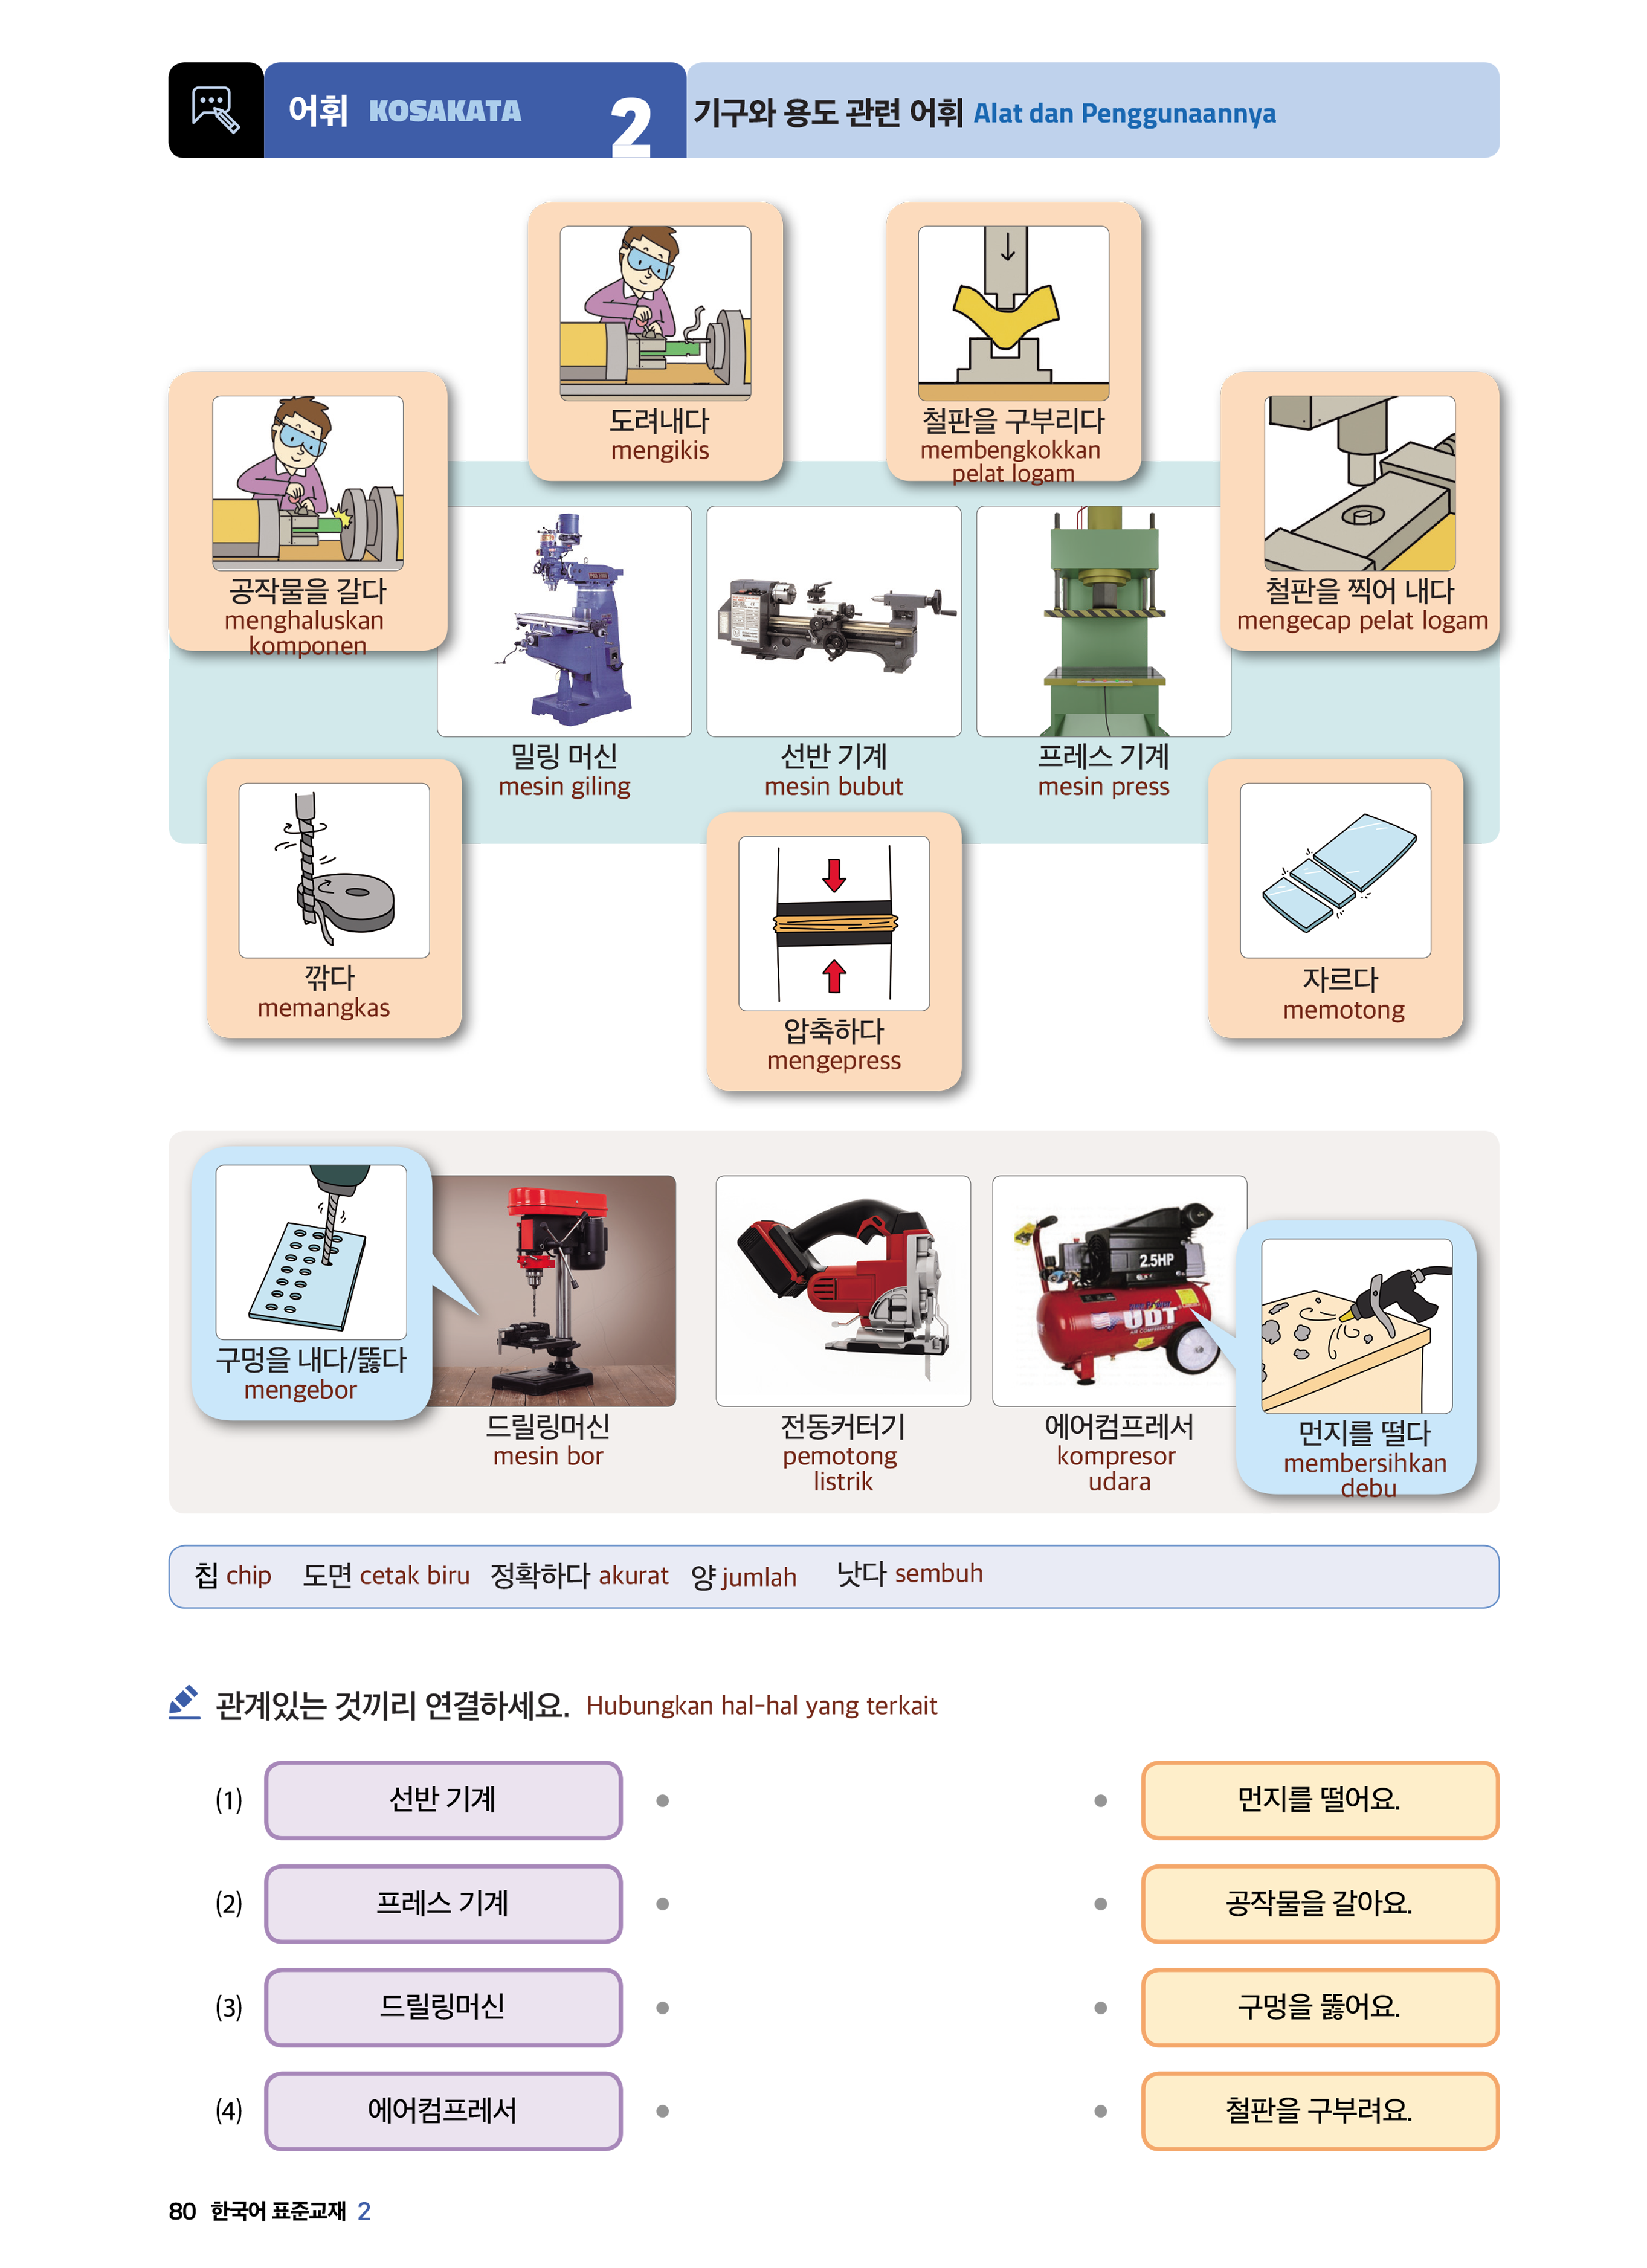 어휘 KOSAKATA 2 기구와 용도 관련 어휘 Alat dan Penggunaannya
도려내다
mengikis
철판을 구부리다
membengkokkan
pelat logam
공작물을 갈다
menghaluskan
komponen
철판을 찍어 내다
mengecap pelat logam
밀링 머신
mesin giling
선반 기계
mesin bubut
프레스 기계
mesin press
깎다
memangkas
압축하다
mengepress
자르다
memotong
구멍을 내다/뚫다
mengebor
드릴링머신
mesin bor
전동커터기
pemotong
listrik
2.5HP
UDT
AIR COMPRESSORS
에어컴프레서
kompresor
udara
먼지를 떨다
membersihkan
debu
칩 chip 도면 cetak biru 정확하다 akurat 양 jumlah 낫다 sembuh
관계있는 것끼리 연결하세요. Hubungkan hal-hal yang terkait
(1) 선반 기계 • • 먼지를 떨어요.
(2) 프레스 기계 • • 공작물을 갈아요.
(3) 드릴링머신 • • 구멍을 뚫어요.
(4) 에어컴프레서 • • 철판을 구부려요.
80 한국어 표준교재 2